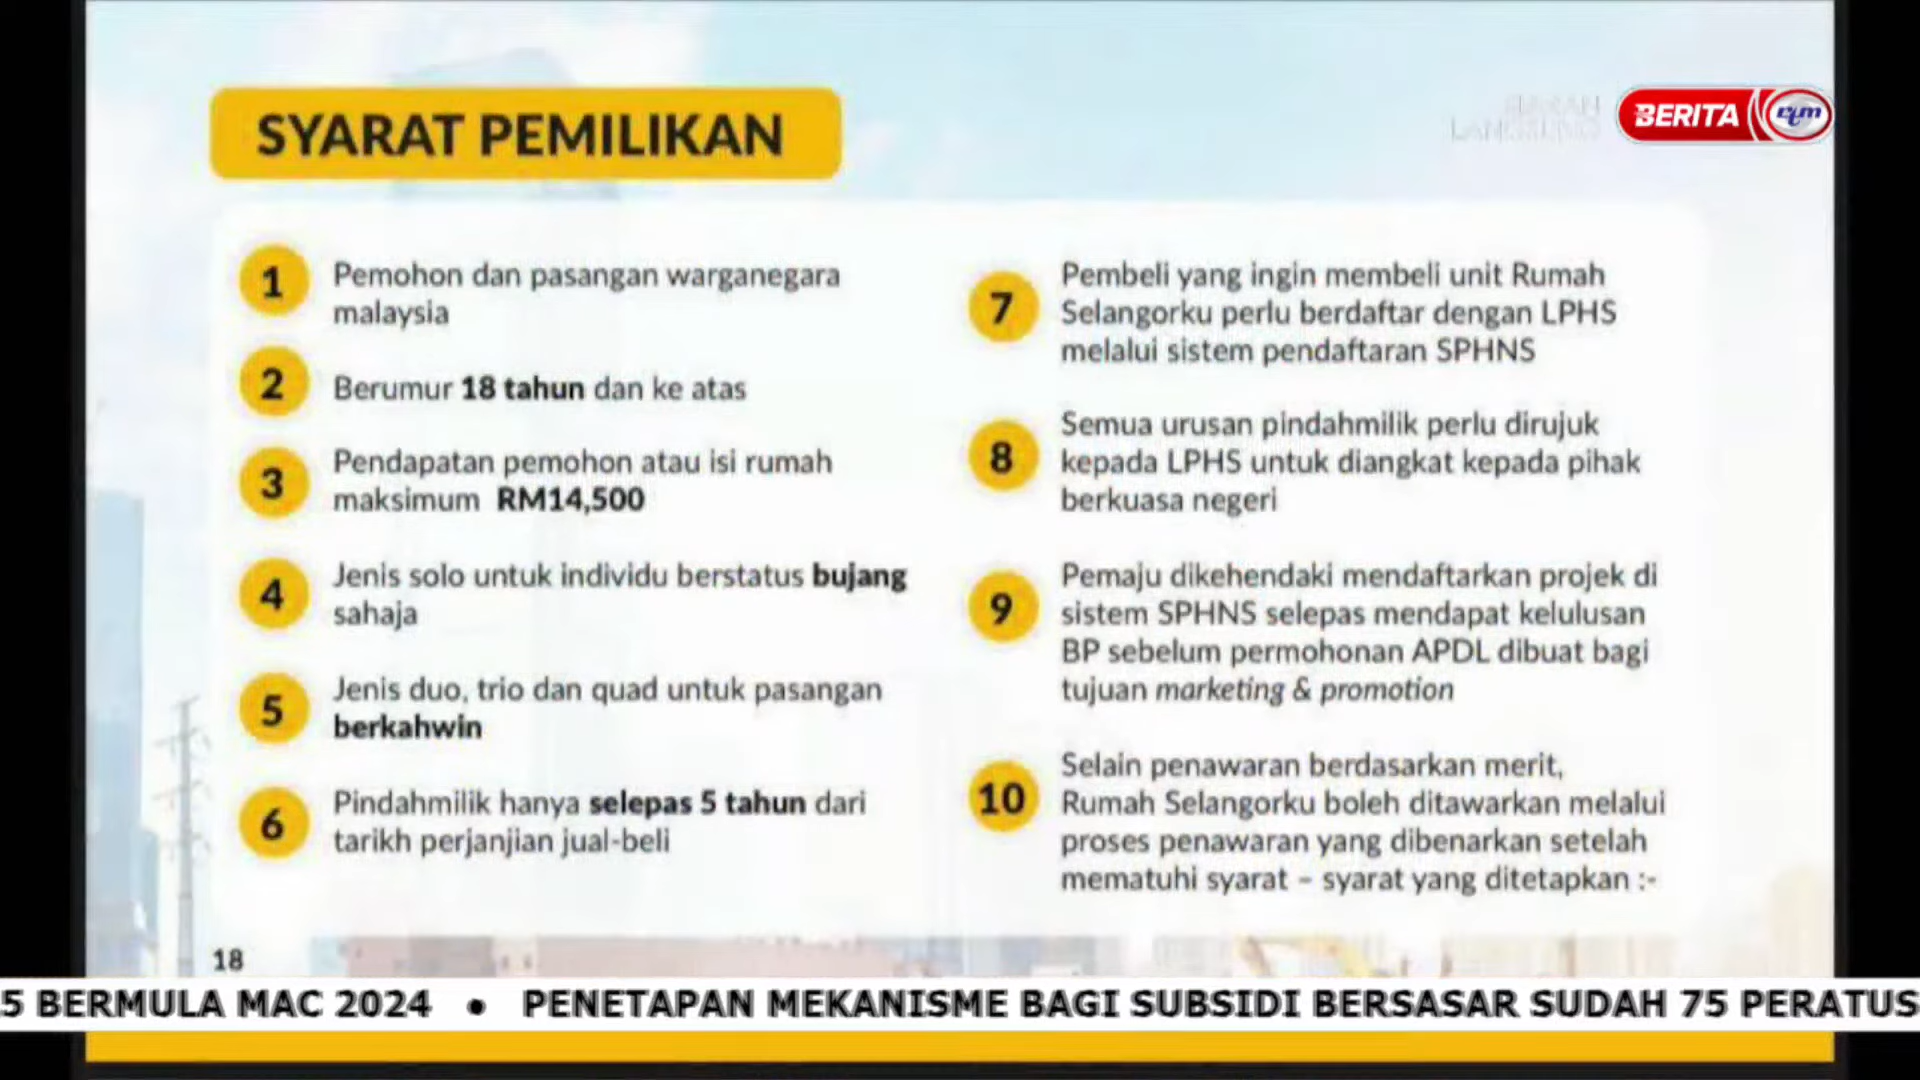 SYARAT PEMILIKAN
SIARAN
LANGSUNG
BERITA rtm
1
Pemohon dan pasangan warganegara
malaysia
2
Berumur 18 tahun dan ke atas
3
Pendapatan pemohon atau isi rumah
maksimum RM14,500
4
Jenis solo untuk individu berstatus bujang
sahaja
5
Jenis duo, trio dan quad untuk pasangan
berkahwin
6
Pindahmilik hanya selepas 5 tahun dari
tarikh perjanjian jual-beli
7
Pembeli yang ingin membeli unit Rumah
Selangorku perlu berdaftar dengan LPHS
melalui sistem pendaftaran SPHNS
8
Semua urusan pindahmilik perlu dirujuk
kepada LPHS untuk diangkat kepada pihak
berkuasa negeri
9
Pemaju dikehendaki mendaftarkan projek di
sistem SPHNS selepas mendapat kelulusan
BP sebelum permohonan APDL dibuat bagi
tujuan marketing & promotion
10
Selain penawaran berdasarkan merit,
Rumah Selangorku boleh ditawarkan melalui
proses penawaran yang dibenarkan setelah
mematuhi syarat – syarat yang ditetapkan :-
18
5 BERMULA MAC 2024 • PENETAPAN MEKANISME BAGI SUBSIDI BERSASAR SUDAH 75 PERATUS